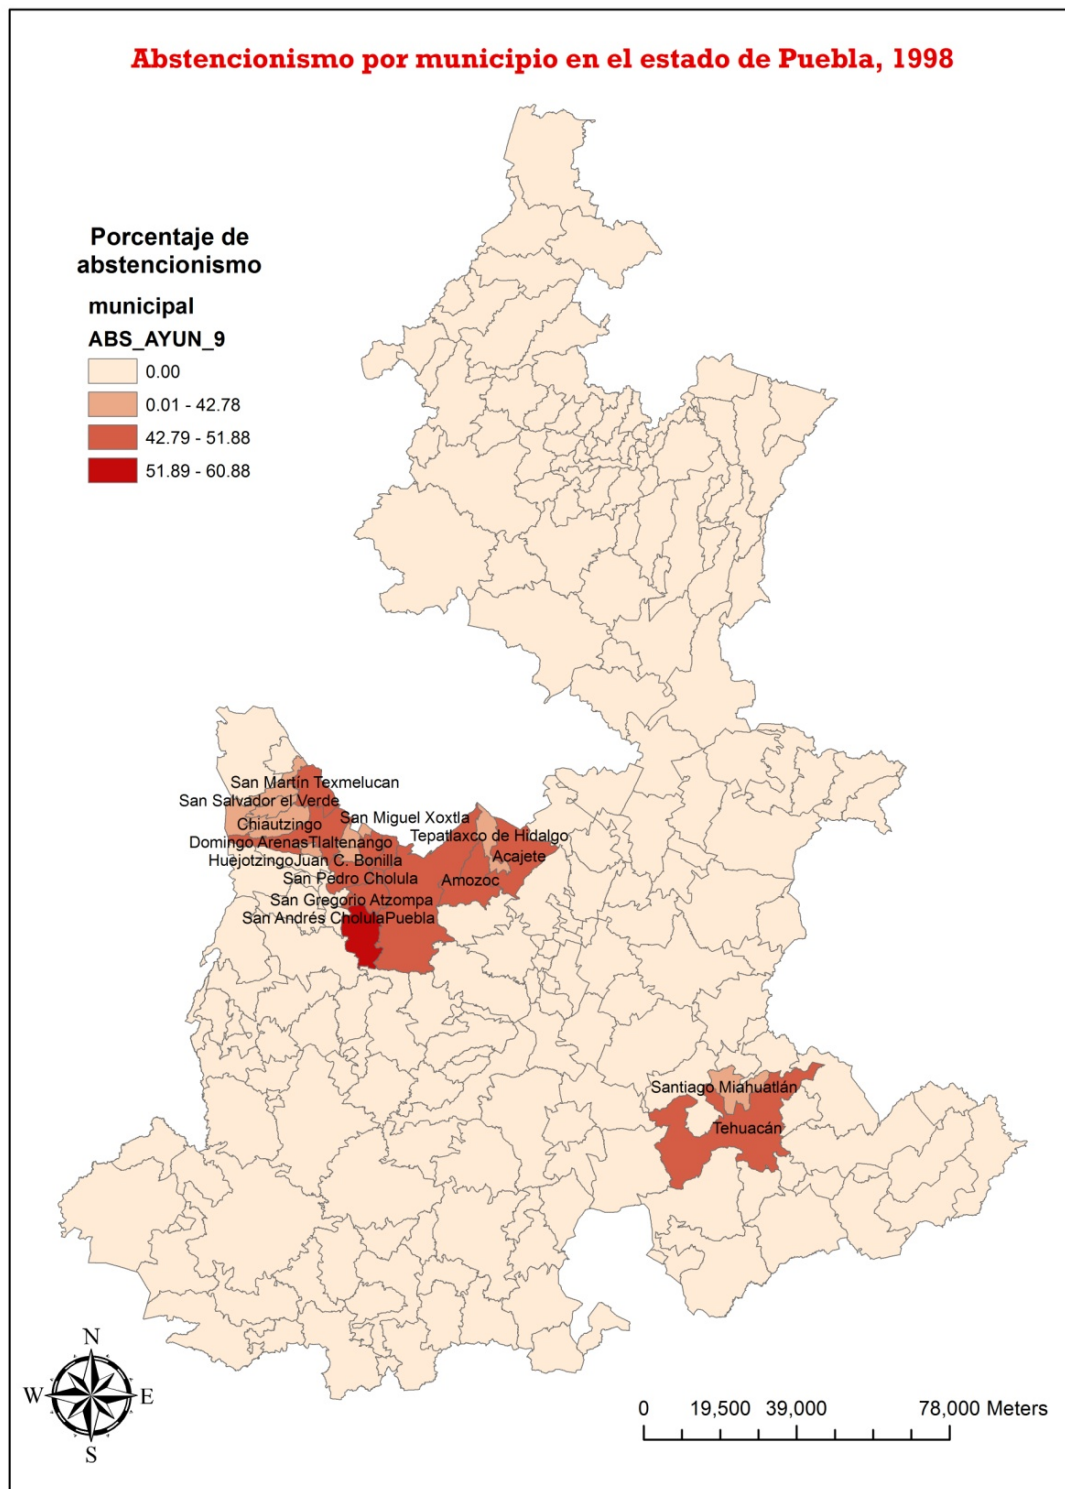 Abstencionismo por municipio en el estado de Puebla, 1998
Porcentaje de
abstencionismo
municipal
ABS_AYUN_9
0.00
0.01 - 42.78
42.79 - 51.88
51.89 - 60.88
San Martín Texmelucan
San Salvador el Verde
San Miguel Xoxtla
Chiautzingo
Tepatlaxco de Hidalgo
Domingo Arenas Tlaltenango
Acajete
Huejotzingo Juan C. Bonilla
San Pedro Cholula
Amozoc
San Gregorio Atzompa
San Andrés Cholula Puebla
Santiago Miahuatlán
Tehuacán
N
W E
S
0 19,500 39,000 78,000 Meters